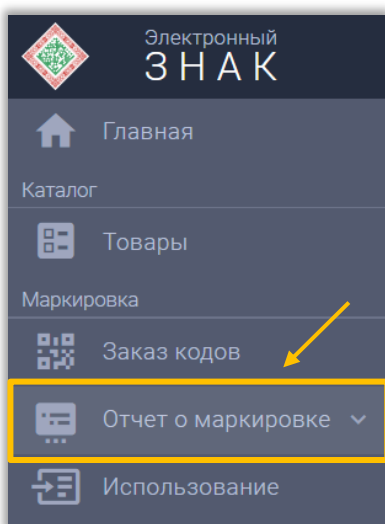 Электронный
ЗНАК
Главная
Каталог
Товары
Маркировка
Заказ кодов
Отчет о маркировке
Использование